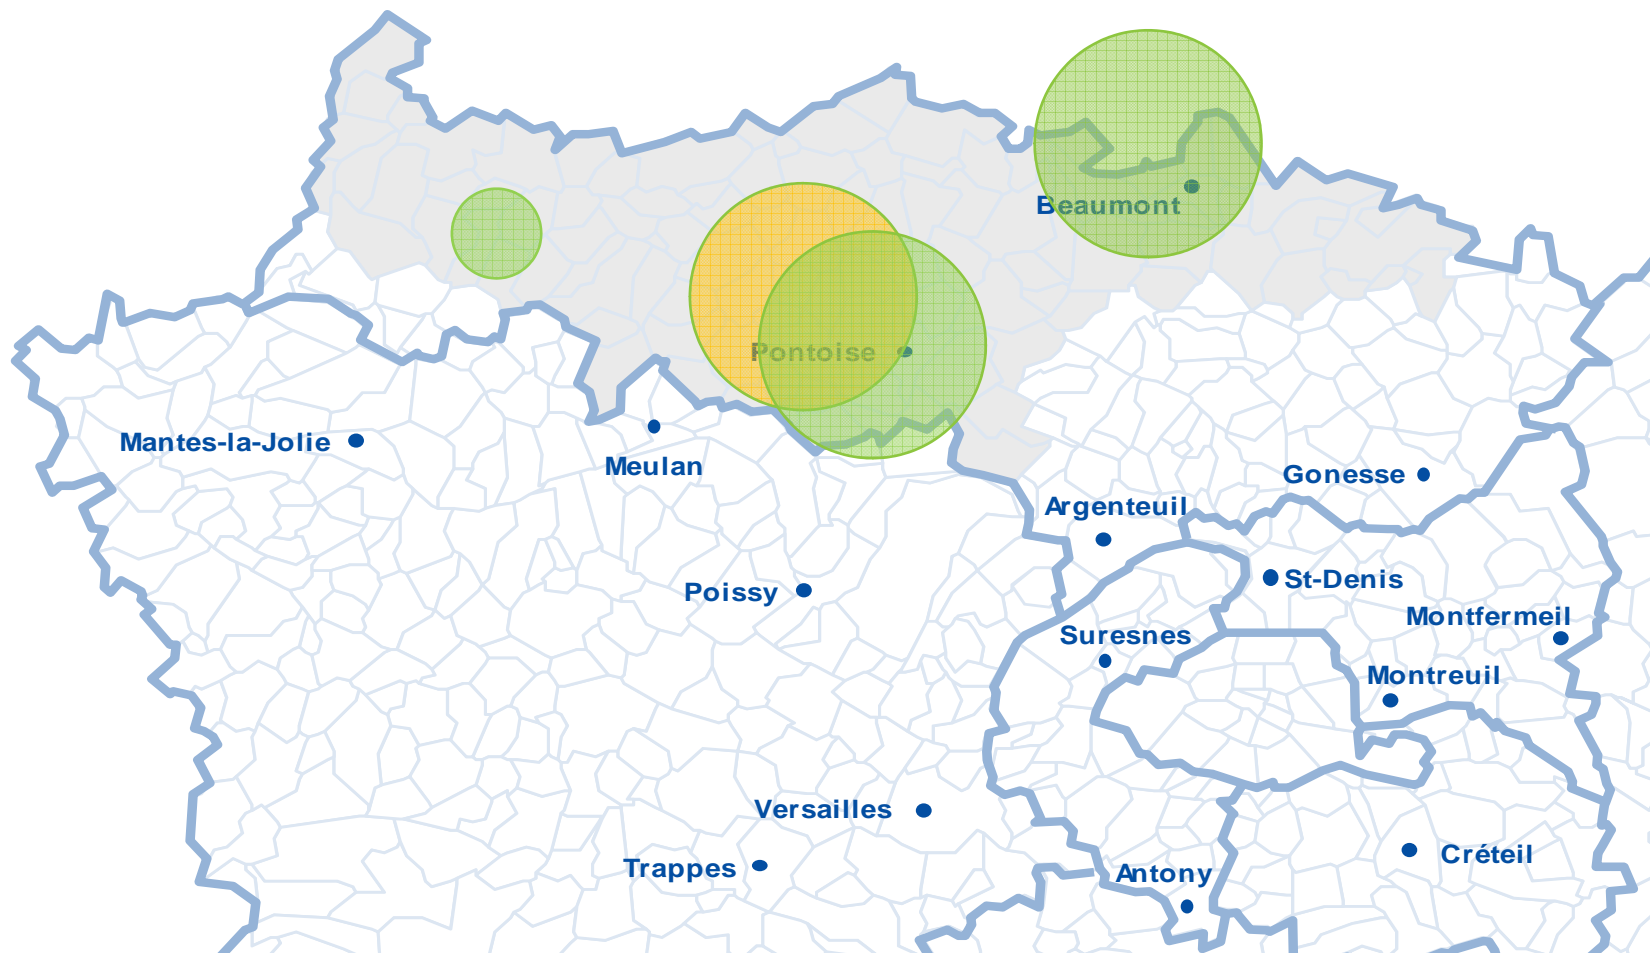 Beaumont
Pontoise
Mantes-la-Jolie
Meulan
Gonesse
Argenteuil
St-Denis
Poissy
Montfermeil
Suresnes
Montreuil
Versailles
Créteil
Trappes
Antony